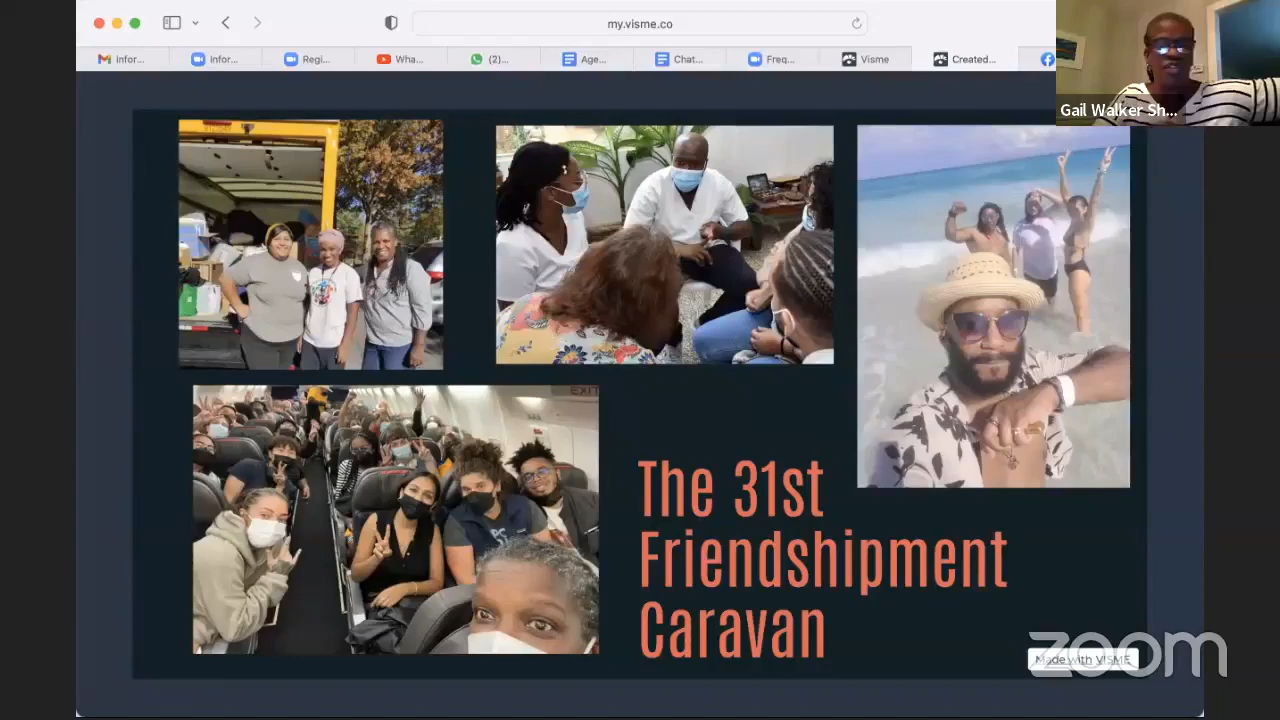 my.visme.co
Infor...
Infor...
Regi...
Wha...
(2)...
Age...
Chat...
Freq...
Visme
Created...
Gail Walker Sh...
EXIT
The 31st
Friendshipment
Caravan
zoom
Made with VISME